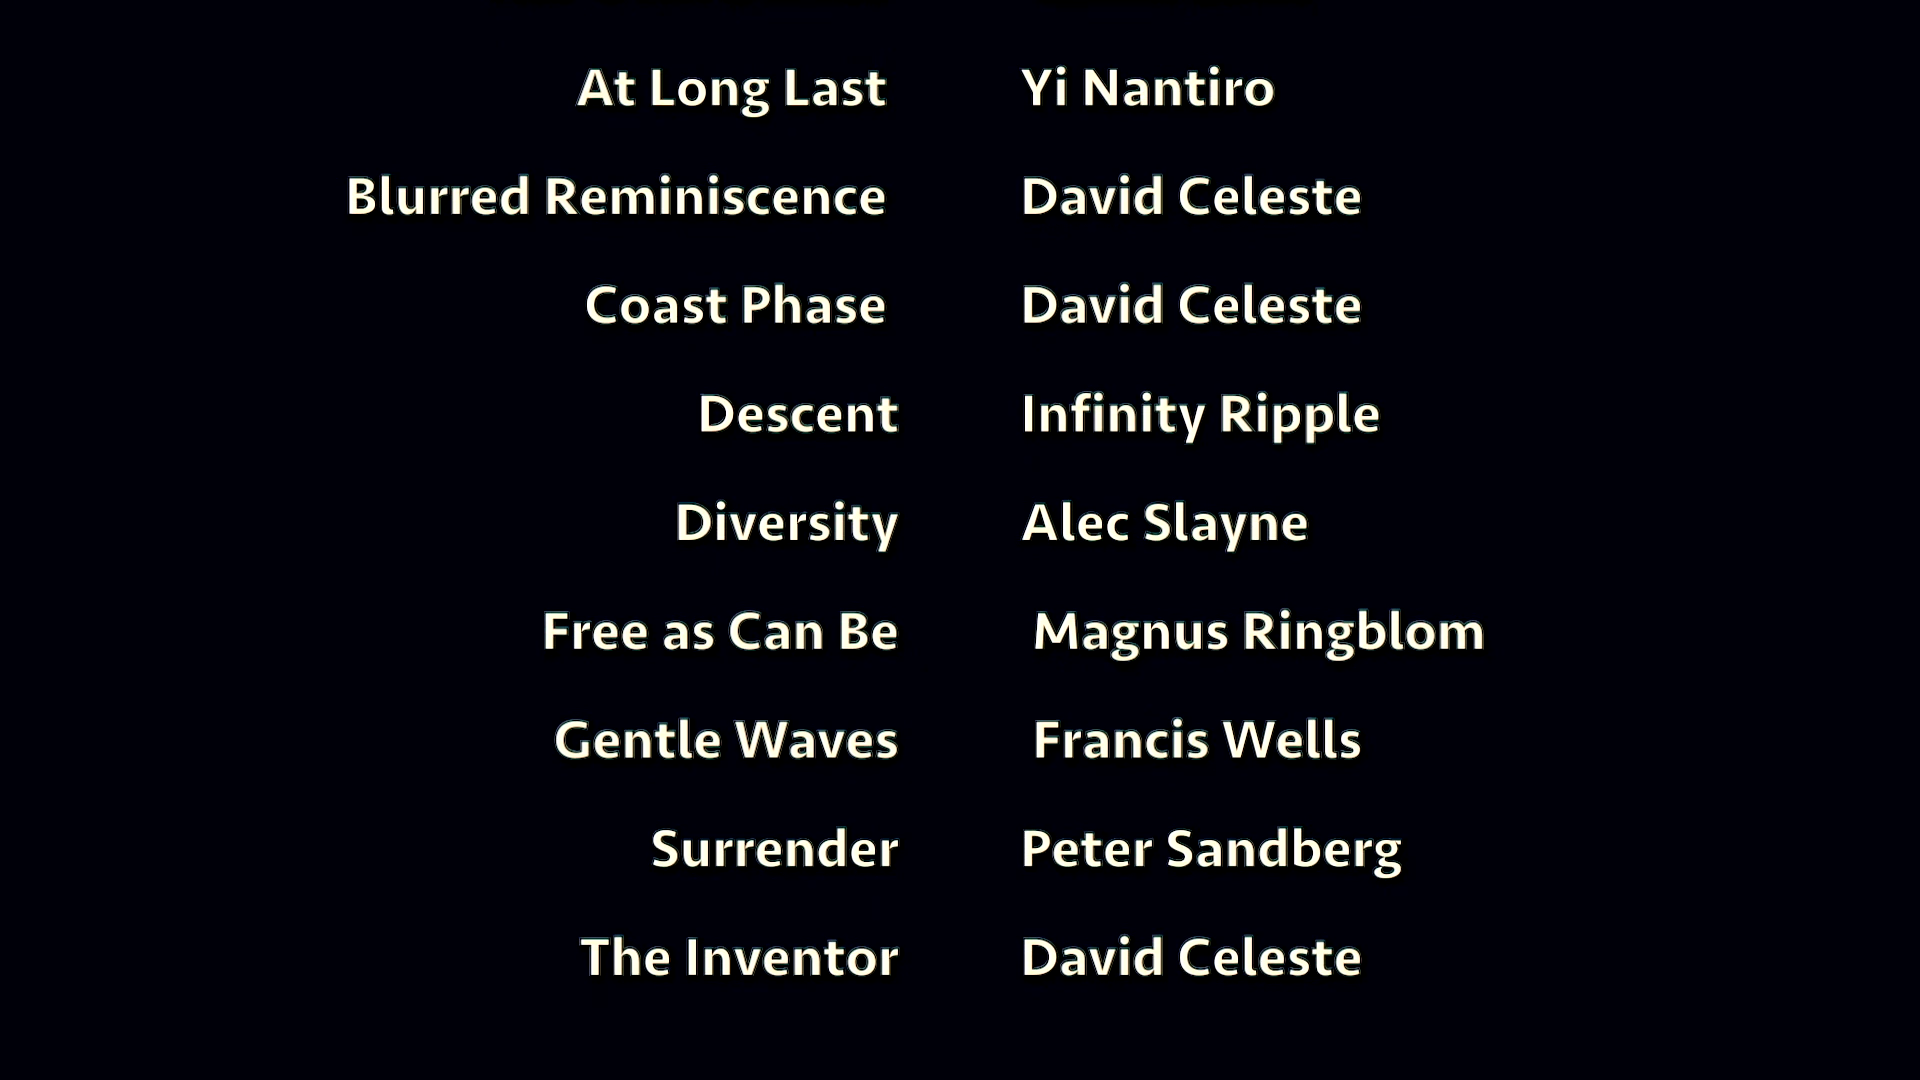 At Long Last Yi Nantiro
Blurred Reminiscence David Celeste
Coast Phase David Celeste
Descent Infinity Ripple
Diversity Alec Slayne
Free as Can Be Magnus Ringblom
Gentle Waves Francis Wells
Surrender Peter Sandberg
The Inventor David Celeste